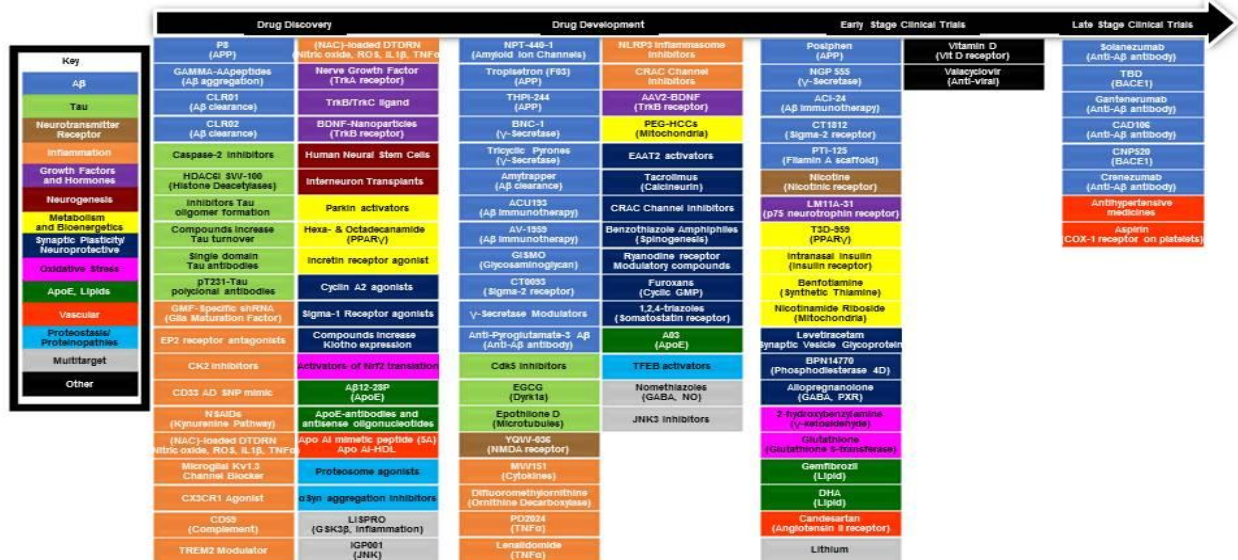 Drug Discovery
Drug Development
Early Stage Clinical Trials
Late Stage Clinical Trials
Key
Aβ
Tau
Neurotransmitter
Receptor
Inflammation
Growth Factors
and Hormones
Neurogenesis
Metabolism
and Bioenergetics
Synaptic Plasticity/
Neuroprotective
Oxidative Stress
ApoE, Lipids
Vascular
Proteostasis/
Proteinopathies
Multitarget
Other
P8
(APP)
GAMMA-AApeptides
(Aβ aggregation)
CLR01
(Aβ clearance)
CLR02
(Aβ clearance)
Caspase-2 inhibitors
HDAC6i SW-100
(Histone Deacetylases)
Inhibitors Tau
oligomer formation
Compounds increase
Tau turnover
Single domain
Tau antibodies
pT231-Tau
polyclonal antibodies
GMF-Specific shRNA
(Glia Maturation Factor)
EP2 receptor antagonists
CK2 Inhibitors
CD33 AD SNP mimic
NSAIDs
(Kynurenine Pathway)
(NAC)-loaded DTDRN
(Nitric oxide, ROS, IL1β, TNFα)
Microglial Kv1.3
Channel Blocker
CX3CR1 Agonist
CD59
(Complement)
TREM2 Modulator
(NAC)-loaded DTDRN
(Nitric oxide, ROS, IL1β, TNFα)
Nerve Growth Factor
(TrkA receptor)
TrkB/TrkC ligand
BDNF-Nanoparticles
(TrkB receptor)
Human Neural Stem Cells
Interneuron Transplants
Parkin activators
Hexa- & Octadecanamide
(PPARγ)
Incretin receptor agonist
Cyclin A2 agonists
Sigma-1 Receptor agonists
Compounds increase
Klotho expression
Activators of Nrf2 translation
Aβ12-28P
(ApoE)
ApoE-antibodies and
antisense oligonucleotides
Apo AI mimetic peptide (5A)
Apo AI-HDL
Proteosome agonists
αSyn aggregation inhibitors
LISPRO
(GSK3β, Inflammation)
IGP001
(JNK)
NPT-440-1
(Amyloid Ion Channels)
Tropisetron (F03)
(APP)
THPI-244
(APP)
BNC-1
(γ-Secretase)
Tricyclic Pyrones
(γ-Secretase)
Amytrapper
(Aβ clearance)
ACU193
(Aβ Immunotherapy)
AV-1959
(Aβ Immunotherapy)
GISMO
(Glycosaminoglycan)
CT0093
(Sigma-2 receptor)
γ-Secretase Modulators
Anti-Pyroglutamate-3 Aβ
(Anti-Aβ antibody)
Cdk5 Inhibitors
EGCG
(Dyrk1a)
Epothilone D
(Microtubules)
YQW-036
(NMDA receptor)
MW151
(Cytokines)
Difluoromethylornithine
(Ornithine Decarboxylase)
PD2024
(TNFα)
Lenalidomide
(TNFα)
NLRP3 Inflammasome
Inhibitors
CRAC Channel
Inhibitors
AAV2-BDNF
(TrkB receptor)
PEG-HCCs
(Mitochondria)
EAAT2 activators
Tacrolimus
(Calcineurin)
CRAC Channel Inhibitors
Benzothiazole Amphiphiles
(Spinogenesis)
Ryanodine receptor
Modulatory compounds
Furoxans
(Cyclic GMP)
1,2,4-triazoles
(Somatostatin receptor)
A03
(ApoE)
TFEB activators
Nomethiazoles
(GABA, NO)
JNK3 Inhibitors
Posiphen
(APP)
NGP 555
(γ-Secretase)
ACI-24
(Aβ Immunotherapy)
CT1812
(Sigma-2 receptor)
PTI-125
(Filamin A scaffold)
Nicotine
(Nicotinic receptor)
LM11A-31
(p75 neurotrophin receptor)
T3D-959
(PPARγ)
Intranasal Insulin
(Insulin receptor)
Benfotiamine
(Synthetic Thiamine)
Nicotinamide Riboside
(Mitochondria)
Levetiracetam
Synaptic Vesicle Glycoprotein
BPN14770
(Phosphodiesterase 4D)
Allopregnanolone
(GABA, PXR)
2-hydroxybenzylamine
(γ-ketoaldehyde)
Glutathione
(Glutathione S-transferase)
Gemfibrozil
(Lipid)
DHA
(Lipid)
Candesartan
(Angiotensin II receptor)
Lithium
Vitamin D
(Vit D receptor)
Valacyclovir
(Anti-viral)
Solanezumab
(Anti-Aβ antibody)
TBD
(BACE1)
Gantenerumab
(Anti-Aβ antibody)
CAD106
(Anti-Aβ antibody)
CNP520
(BACE1)
Crenezumab
(Anti-Aβ antibody)
Antihypertensive
medicines
Aspirin
(COX-1 receptor on platelets)